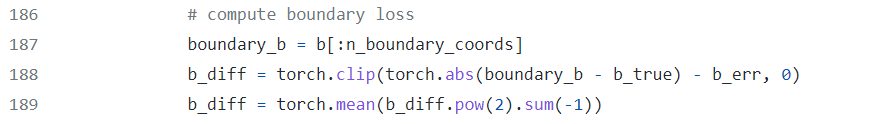 186 # compute boundary loss
187 boundary_b = b[:n_boundary_coords]
188 b_diff = torch.clip(torch.abs(boundary_b - b_true) - b_err, 0)
189 b_diff = torch.mean(b_diff.pow(2).sum(-1))